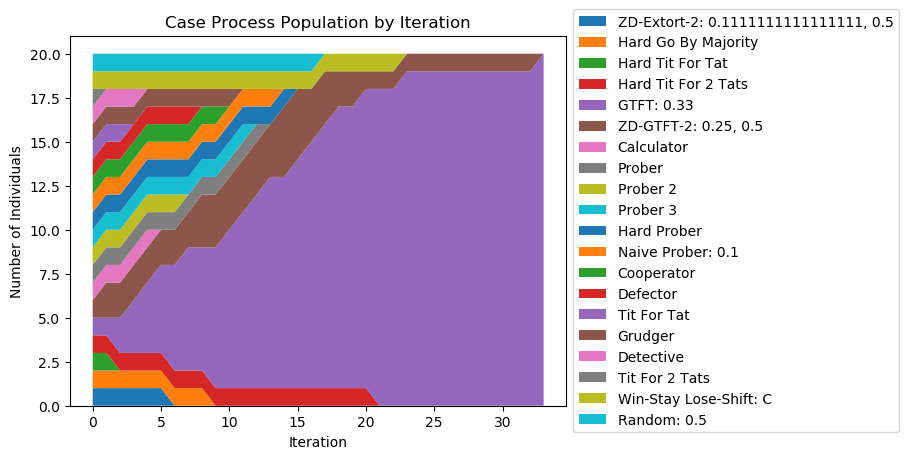 Case Process Population by Iteration
20.0
17.5
15.0
12.5
10.0
7.5
5.0
2.5
0.0
Number of Individuals
0 5 10 15 20 25 30
Iteration
ZD-Extort-2: 0.1111111111111111, 0.5
Hard Go By Majority
Hard Tit For Tat
Hard Tit For 2 Tats
GTFT: 0.33
ZD-GTFT-2: 0.25, 0.5
Calculator
Prober
Prober 2
Prober 3
Hard Prober
Naive Prober: 0.1
Cooperator
Defector
Tit For Tat
Grudger
Detective
Tit For 2 Tats
Win-Stay Lose-Shift: C
Random: 0.5